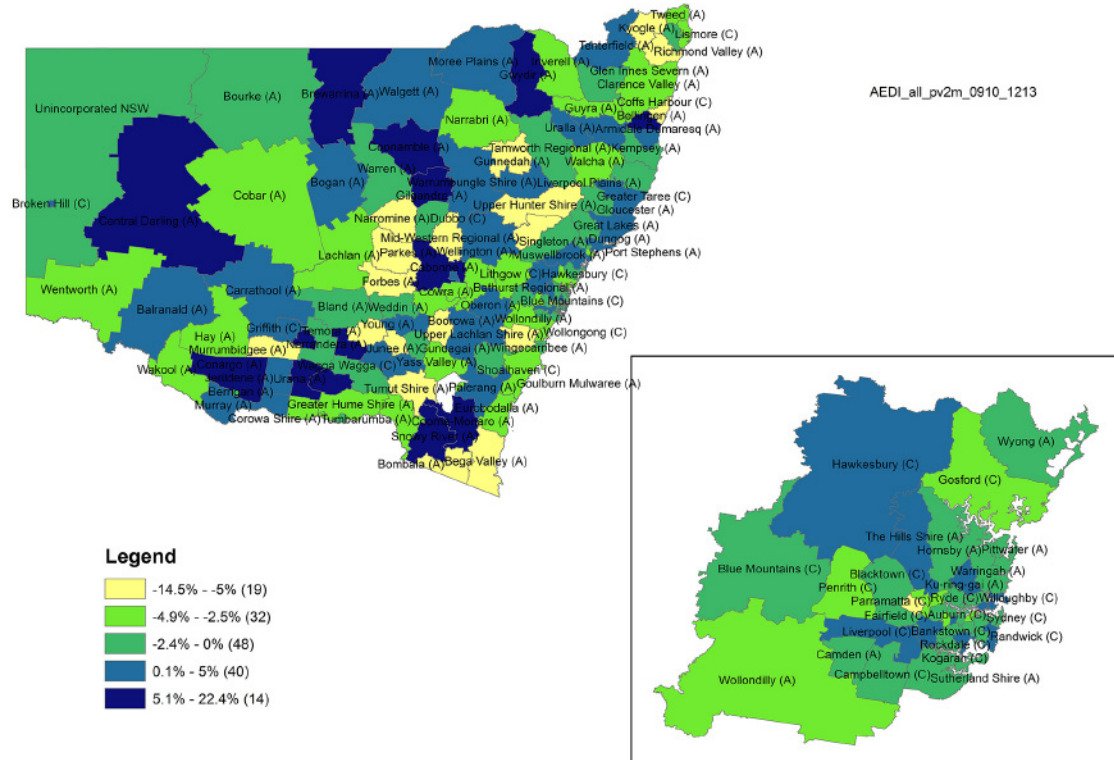 Tweed (A)
Kyogle (A)
Lismore (C)
Tenterfield (A)
Richmond Valley (A)
Moree Plains (A)
Inverell (A)
Gwydir (A)
Glen Innes Severn (A)
Clarence Valley (A)
AEDI_all_pv2m_0910_1213
Unincorporated NSW
Bourke (A)
Brewarrina (A)
Walgett (A)
Guyra (A)
Coffs Harbour (C)
Bellingen (A)
Narrabri (A)
Uralla (A)
Armidale Dumaresq (A)
Coonamble (A)
Tamworth Regional (A)
Kempsey (A)
Gunnedah (A)
Walcha (A)
Warren (A)
Cobar (A)
Bogan (A)
Warrumbungle Shire (A)
Liverpool Plains (A)
Gilgandra (A)
Broken Hill (C)
Central Darling (A)
Upper Hunter Shire (A)
Greater Taree (C)
Gloucester (A)
Narromine (A)
Dubbo (C)
Great Lakes (A)
Mid-Western Regional (A)
Singleton (A)
Dungog (A)
Lachlan (A)
Parkes (A)
Wellington (A)
Muswellbrook (A)
Port Stephens (A)
Cabonne (A)
Lithgow (C)
Hawkesbury (C)
Wentworth (A)
Carrathool (A)
Forbes (A)
Cowra (A)
Bathurst Regional (A)
Blue Mountains (C)
Balranald (A)
Bland (A)
Weddin (A)
Oberon (A)
Wollondilly (A)
Griffith (C)
Temora (A)
Young (A)
Boorowa (A)
Hay (A)
Narrandera (A)
Upper Lachlan Shire (A)
Wollongong (C)
Murrumbidgee (A)
Junee (A)
Gundagai (A)
Wingecarribee (A)
Wakool (A)
Conargo (A)
Wagga Wagga (C)
Yass Valley (A)
Shoalhaven (C)
Jerilderie (A)
Urana (A)
Goulburn Mulwaree (A)
Berrigan (A)
Tumut Shire (A)
Palerang (A)
Murray (A)
Greater Hume Shire (A)
Eurobodalla (A)
Corowa Shire (A)
Tumbarumba (A)
Cooma-Monaro (A)
Snowy River (A)
Bombala (A)
Bega Valley (A)
Legend
-14.5% - -5% (19)
-4.9% - -2.5% (32)
-2.4% - 0% (48)
0.1% - 5% (40)
5.1% - 22.4% (14)
Wyong (A)
Hawkesbury (C)
Gosford (C)
The Hills Shire (A)
Hornsby (A)
Pittwater (A)
Blue Mountains (C)
Blacktown (C)
Warringah (A)
Penrith (C)
Ku-ring-gai (A)
Parramatta (C)
Ryde (C)
Willoughby (C)
Fairfield (C)
Auburn (C)
Sydney (C)
Liverpool (C)
Bankstown (C)
Randwick (C)
Rockdale (C)
Camden (A)
Kogarah (C)
Wollondilly (A)
Campbelltown (C)
Sutherland Shire (A)